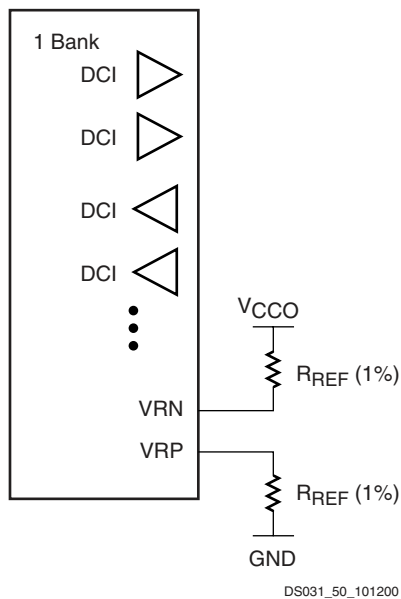 1 Bank
DCI
DCI
DCI
DCI
VCCO
RREF (1%)
VRN
VRP
RREF (1%)
GND
DS031_50_101200